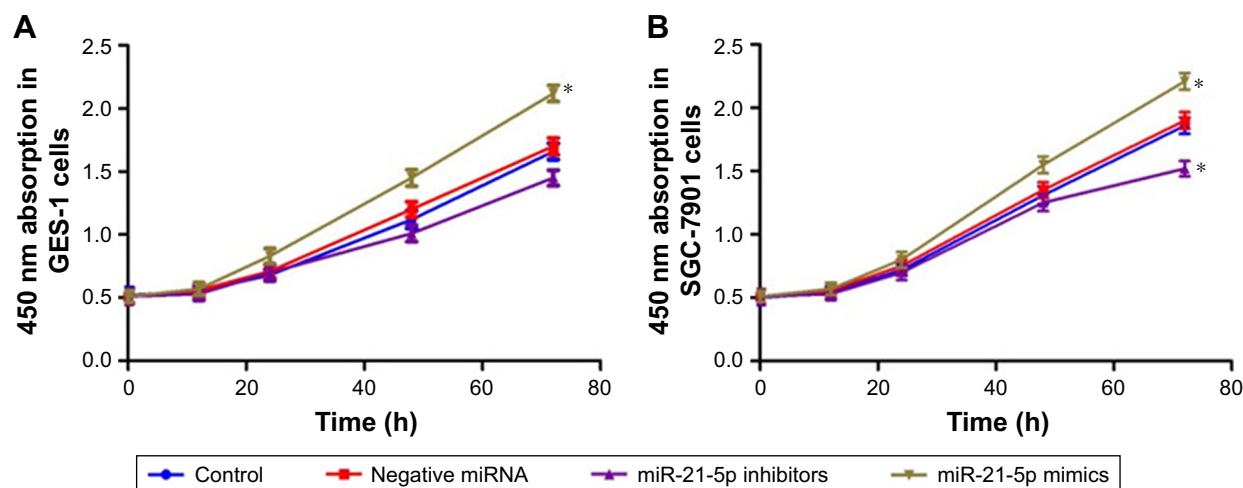 A
450 nm absorption in
GES-1 cells
2.5
2.0
1.5
1.0
0.5
0.0
0 20 40 60 80
Time (h)
*
B
450 nm absorption in
SGC-7901 cells
2.5
2.0
1.5
1.0
0.5
0.0
0 20 40 60 80
Time (h)
*
*
Control Negative miRNA miR-21-5p inhibitors miR-21-5p mimics